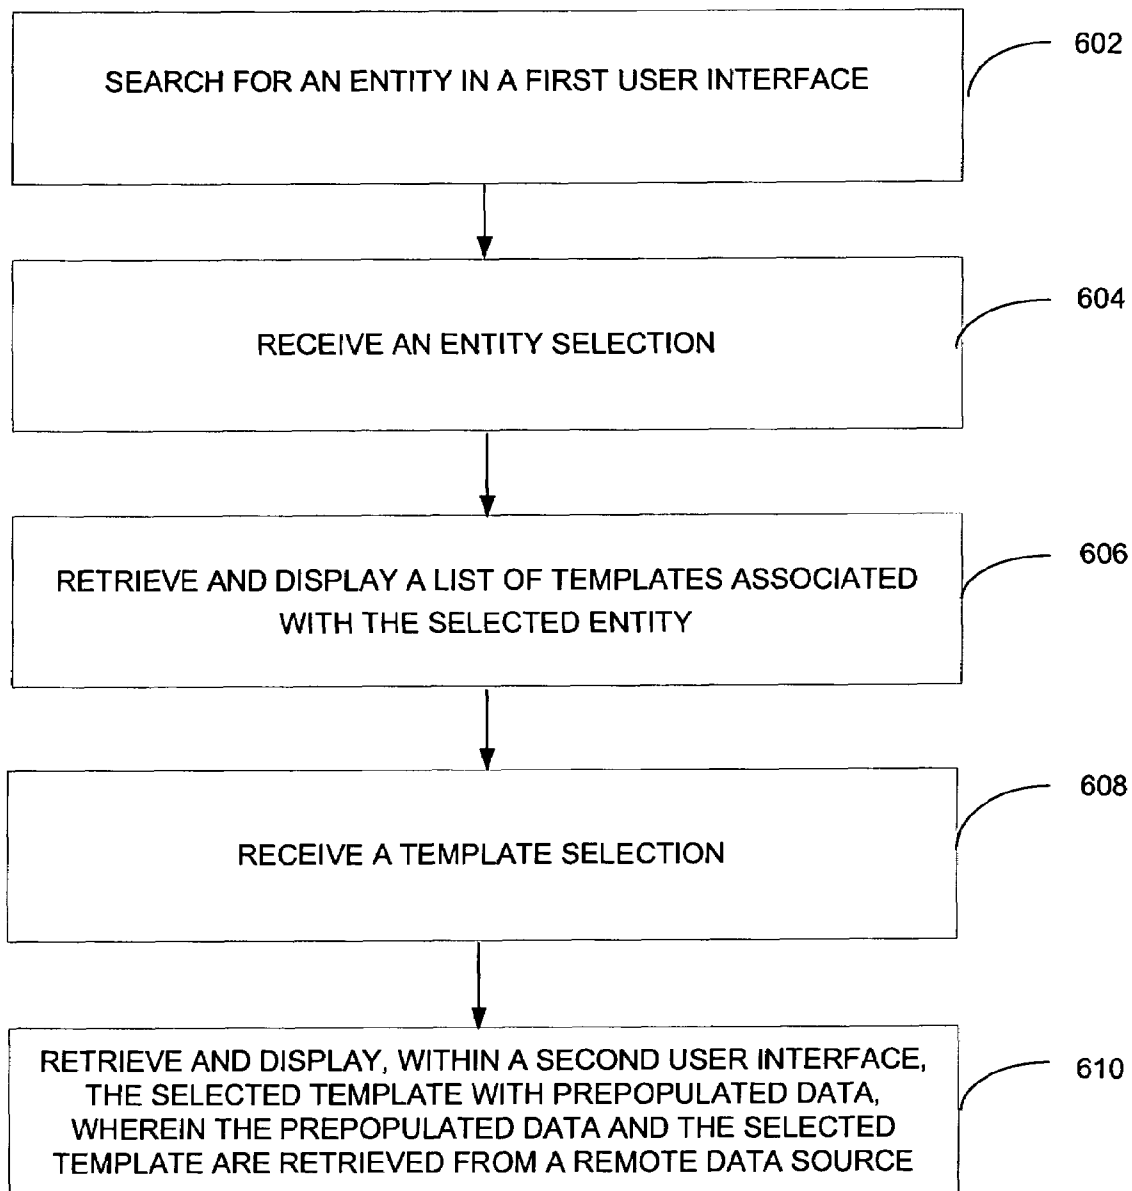 SEARCH FOR AN ENTITY IN A FIRST USER INTERFACE
602
RECEIVE AN ENTITY SELECTION
604
RETRIEVE AND DISPLAY A LIST OF TEMPLATES ASSOCIATED
WITH THE SELECTED ENTITY
606
RECEIVE A TEMPLATE SELECTION
608
RETRIEVE AND DISPLAY, WITHIN A SECOND USER INTERFACE,
THE SELECTED TEMPLATE WITH PREPOPULATED DATA,
WHEREIN THE PREPOPULATED DATA AND THE SELECTED
TEMPLATE ARE RETRIEVED FROM A REMOTE DATA SOURCE
610